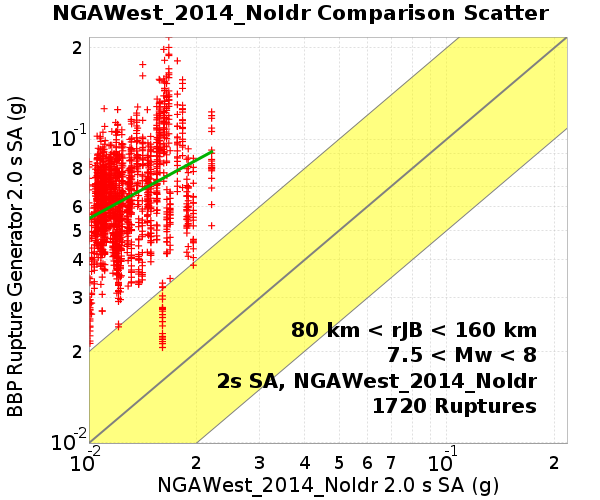 NGAWest_2014_NoIdr Comparison Scatter
BBP Rupture Generator 2.0 s SA (g)
2
10^-1
8
6
5
4
3
2
10^-2
80 km < rJB < 160 km
7.5 < Mw < 8
2s SA, NGAWest_2014_NoIdr
1720 Ruptures
10^-2 2 3 4 5 6 7 10^-1 2
NGAWest_2014_NoIdr 2.0 s SA (g)